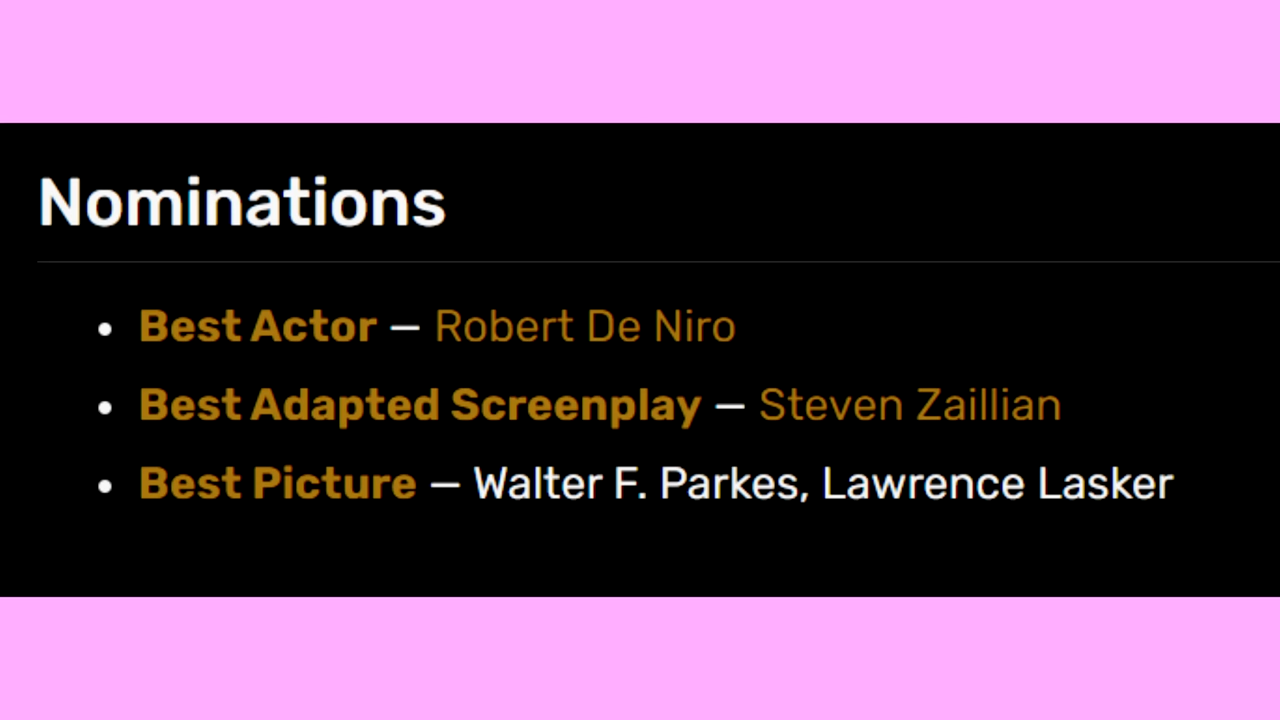 Nominations
Best Actor — Robert De Niro
Best Adapted Screenplay — Steven Zaillian
Best Picture — Walter F. Parkes, Lawrence Lasker